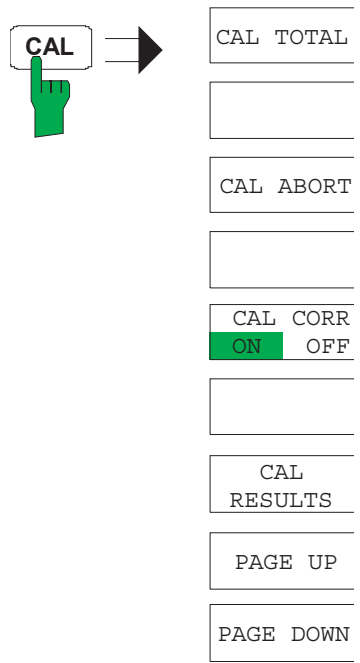 CAL
CAL TOTAL
CAL ABORT
CAL CORR
ON OFF
CAL
RESULTS
PAGE UP
PAGE DOWN